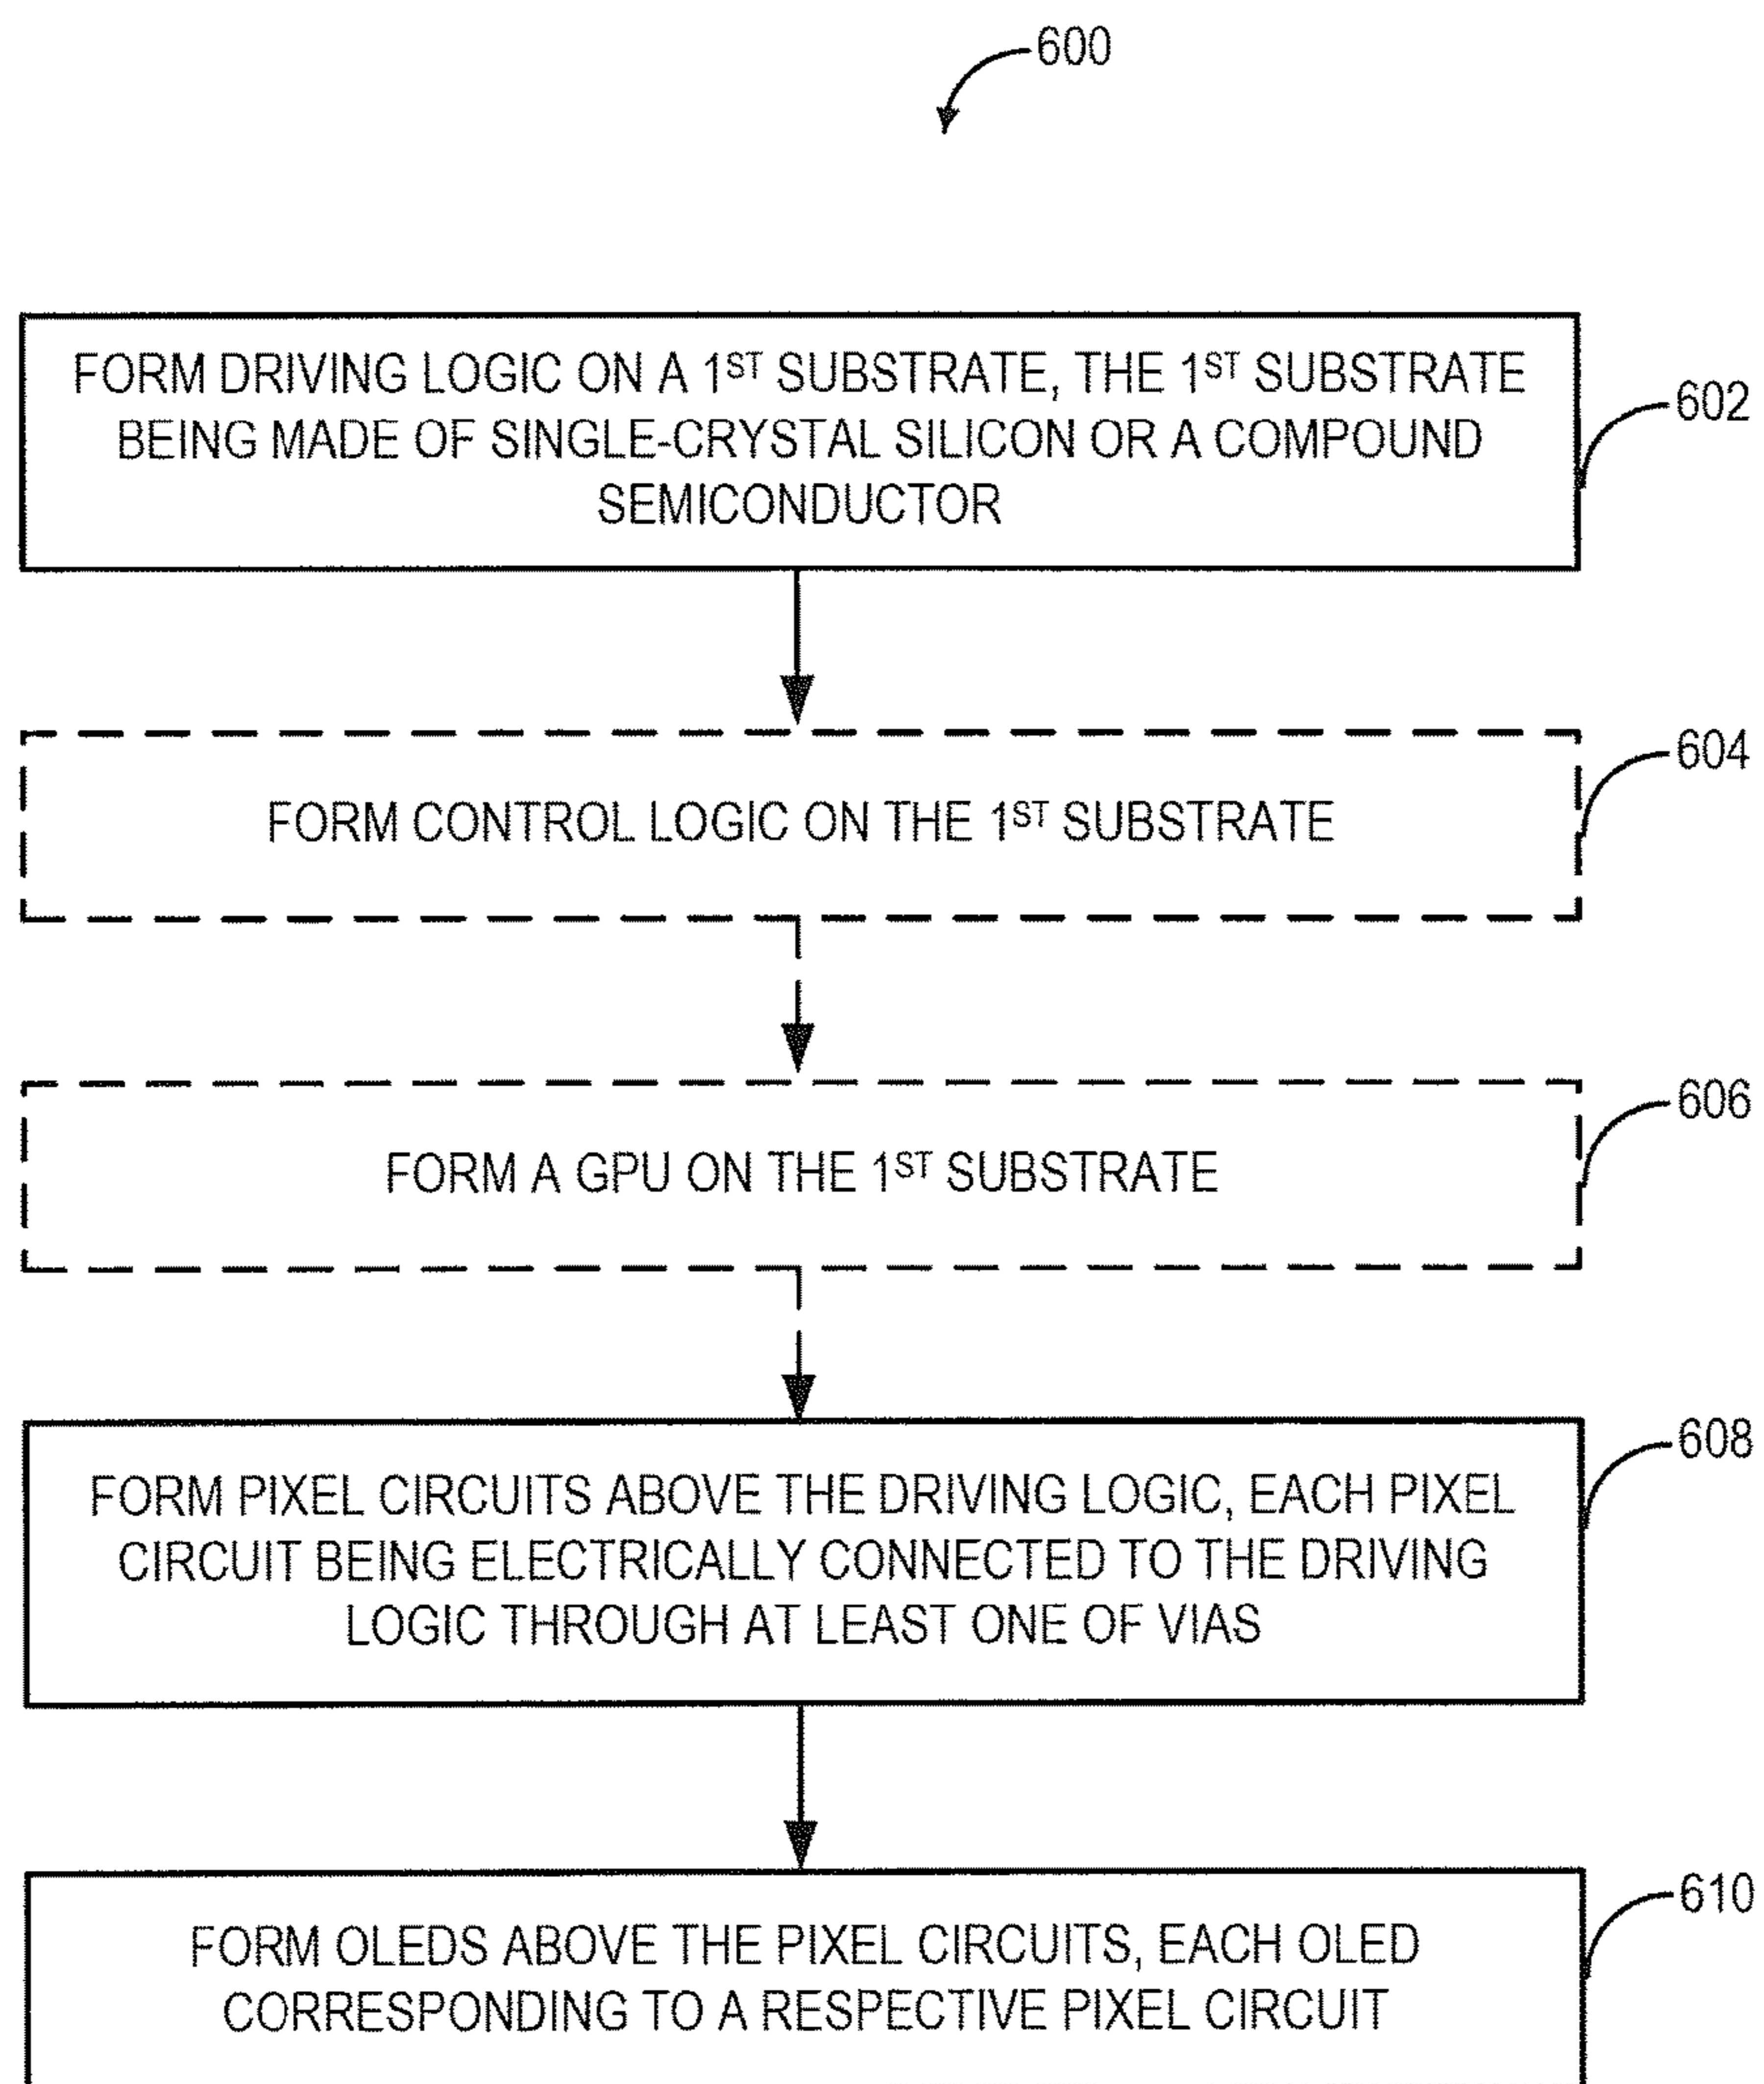 600
FORM DRIVING LOGIC ON A 1ST SUBSTRATE, THE 1ST SUBSTRATE
BEING MADE OF SINGLE-CRYSTAL SILICON OR A COMPOUND
SEMICONDUCTOR
602
FORM CONTROL LOGIC ON THE 1ST SUBSTRATE
604
FORM A GPU ON THE 1ST SUBSTRATE
606
FORM PIXEL CIRCUITS ABOVE THE DRIVING LOGIC, EACH PIXEL
CIRCUIT BEING ELECTRICALLY CONNECTED TO THE DRIVING
LOGIC THROUGH AT LEAST ONE OF VIAS
608
FORM OLEDS ABOVE THE PIXEL CIRCUITS, EACH OLED
CORRESPONDING TO A RESPECTIVE PIXEL CIRCUIT
610